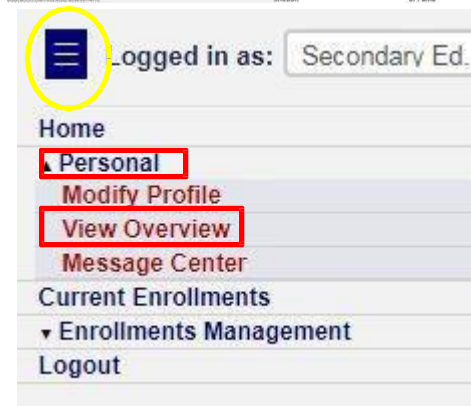 Logged in as: Secondary Ed.
Home
Personal
Modify Profile
View Overview
Message Center
Current Enrollments
Enrollments Management
Logout